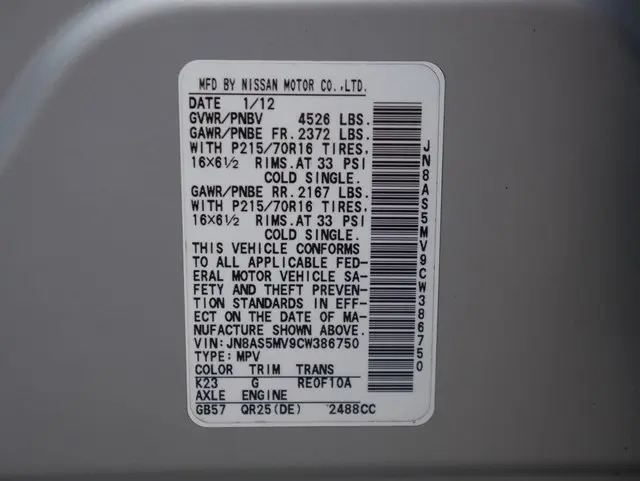 MFD BY NISSAN MOTOR CO.,LTD.
DATE 1/12
GVWR/PNBV 4526 LBS.
GAWR/PNBE FR. 2372 LBS.
WITH P215/70R16 TIRES,
16X6½ RIMS.AT 33 PSI
COLD SINGLE.
GAWR/PNBE RR. 2167 LBS.
WITH P215/70R16 TIRES,
16X6½ RIMS.AT 33 PSI
COLD SINGLE.
THIS VEHICLE CONFORMS
TO ALL APPLICABLE FED-
ERAL MOTOR VEHICLE SA-
FETY AND THEFT PREVEN-
TION STANDARDS IN EFF-
ECT ON THE DATE OF MA-
NUFACTURE SHOWN ABOVE.
VIN:JN8AS5MV9CW386750
TYPE:MPV
COLOR TRIM TRANS
K23 G RE0F10A
AXLE ENGINE
GB57 QR25(DE) 2488CC
JN8AS5MV9CW386750